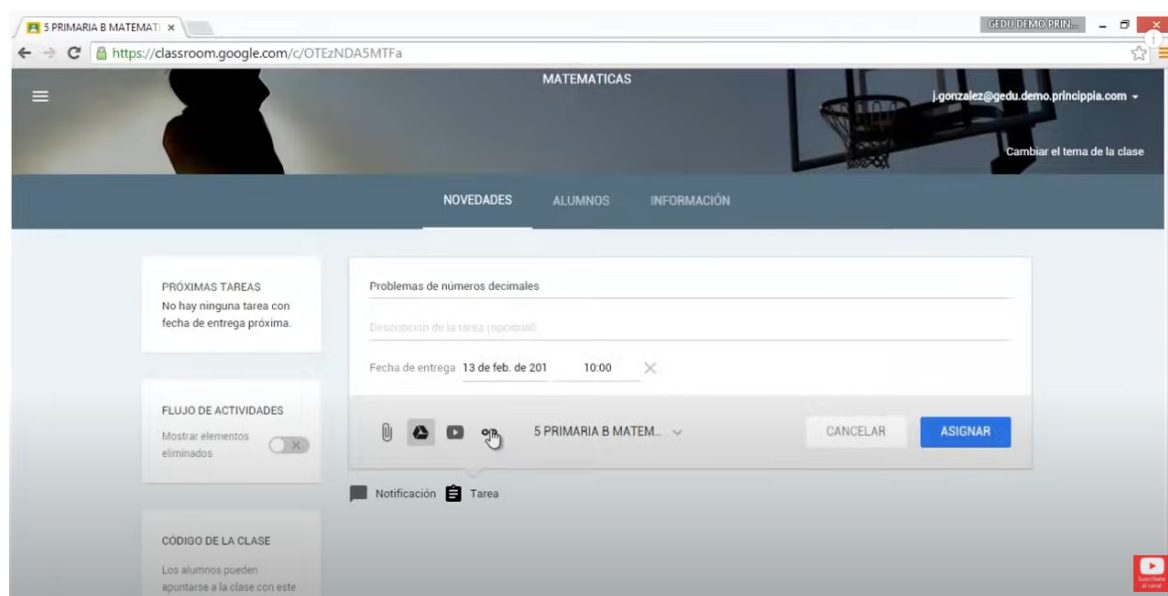 5 PRIMARIA B MATEMATI
GEDU DEMO PRIN...
https://classroom.google.com/c/OTEzNDA5MTFa
MATEMATICAS
j.gonzalez@gedu.demo.princippia.com
Cambiar el tema de la clase
NOVEDADES ALUMNOS INFORMACIÓN
PRÓXIMAS TAREAS
No hay ninguna tarea con
fecha de entrega próxima.
Problemas de números decimales
Descripción de la tarea (opcional)
Fecha de entrega 13 de feb. de 201 10:00
FLUJO DE ACTIVIDADES
Mostrar elementos
eliminados
5 PRIMARIA B MATEM...
CANCELAR ASIGNAR
Notificación Tarea
CÓDIGO DE LA CLASE
Los alumnos pueden
apuntarse a la clase con este
Suscríbete
al canal